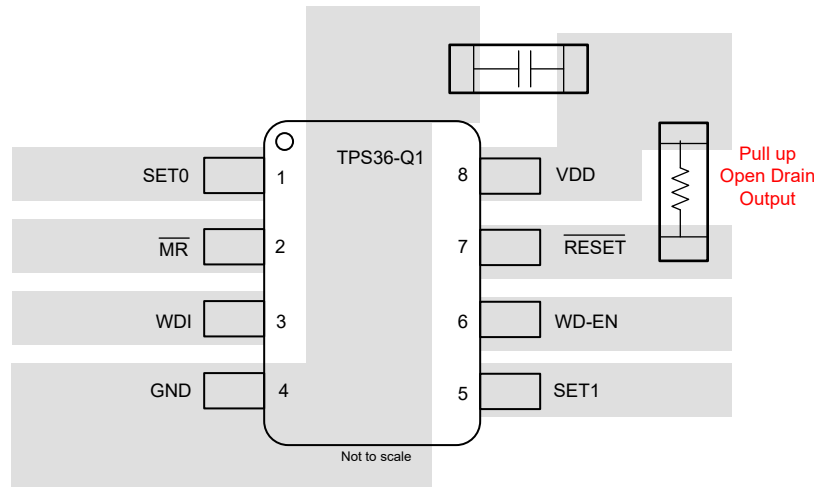 TPS36-Q1
SET0
1
8
VDD
Pull up
Open Drain
Output
MR
2
7
RESET
WDI
3
6
WD-EN
GND
4
5
SET1
Not to scale